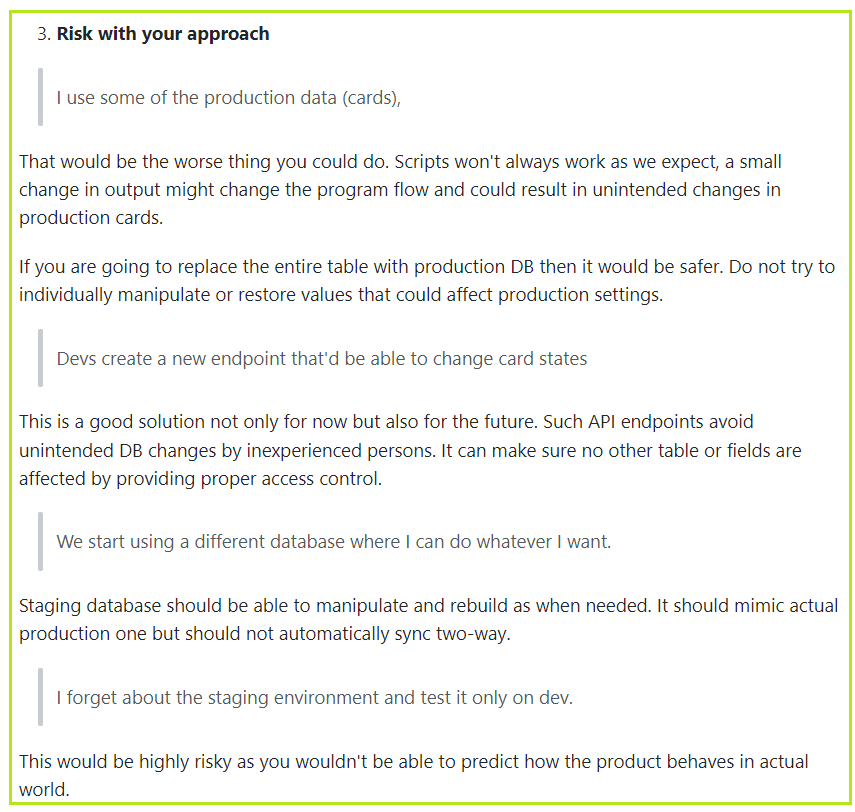 3. Risk with your approach
I use some of the production data (cards),
That would be the worse thing you could do. Scripts won't always work as we expect, a small
change in output might change the program flow and could result in unintended changes in
production cards.
If you are going to replace the entire table with production DB then it would be safer. Do not try to
individually manipulate or restore values that could affect production settings.
Devs create a new endpoint that'd be able to change card states
This is a good solution not only for now but also for the future. Such API endpoints avoid
unintended DB changes by inexperienced persons. It can make sure no other table or fields are
affected by providing proper access control.
We start using a different database where I can do whatever I want.
Staging database should be able to manipulate and rebuild as when needed. It should mimic actual
production one but should not automatically sync two-way.
I forget about the staging environment and test it only on dev.
This would be highly risky as you wouldn't be able to predict how the product behaves in actual
world.